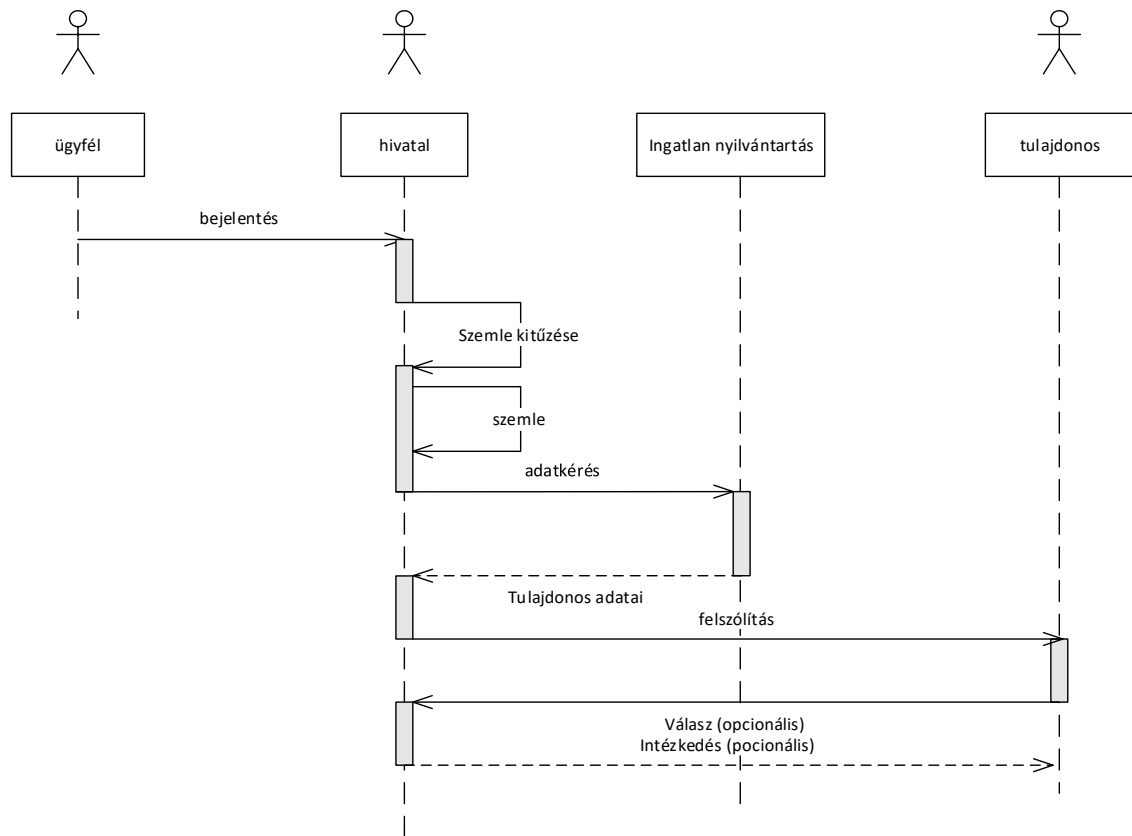 ügyfél
hivatal
Ingatlan nyilvántartás
tulajdonos
bejelentés
Szemle kitűzése
szemle
adatkérés
Tulajdonos adatai
felszólítás
Válasz (opcionális)
Intézkedés (pocionális)